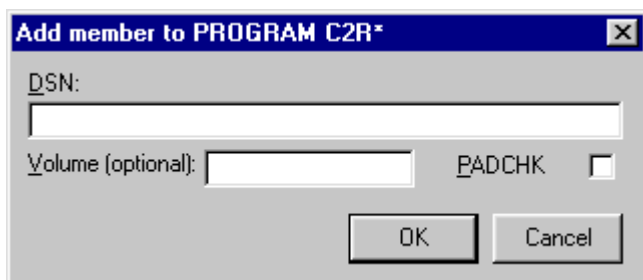 Add member to PROGRAM C2R*
DSN:
Volume (optional): PADCHK
OK Cancel